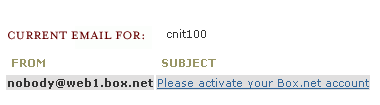 CURRENT EMAIL FOR: cnit100
FROM SUBJECT
nobody@web1.box.net Please activate your Box.net account